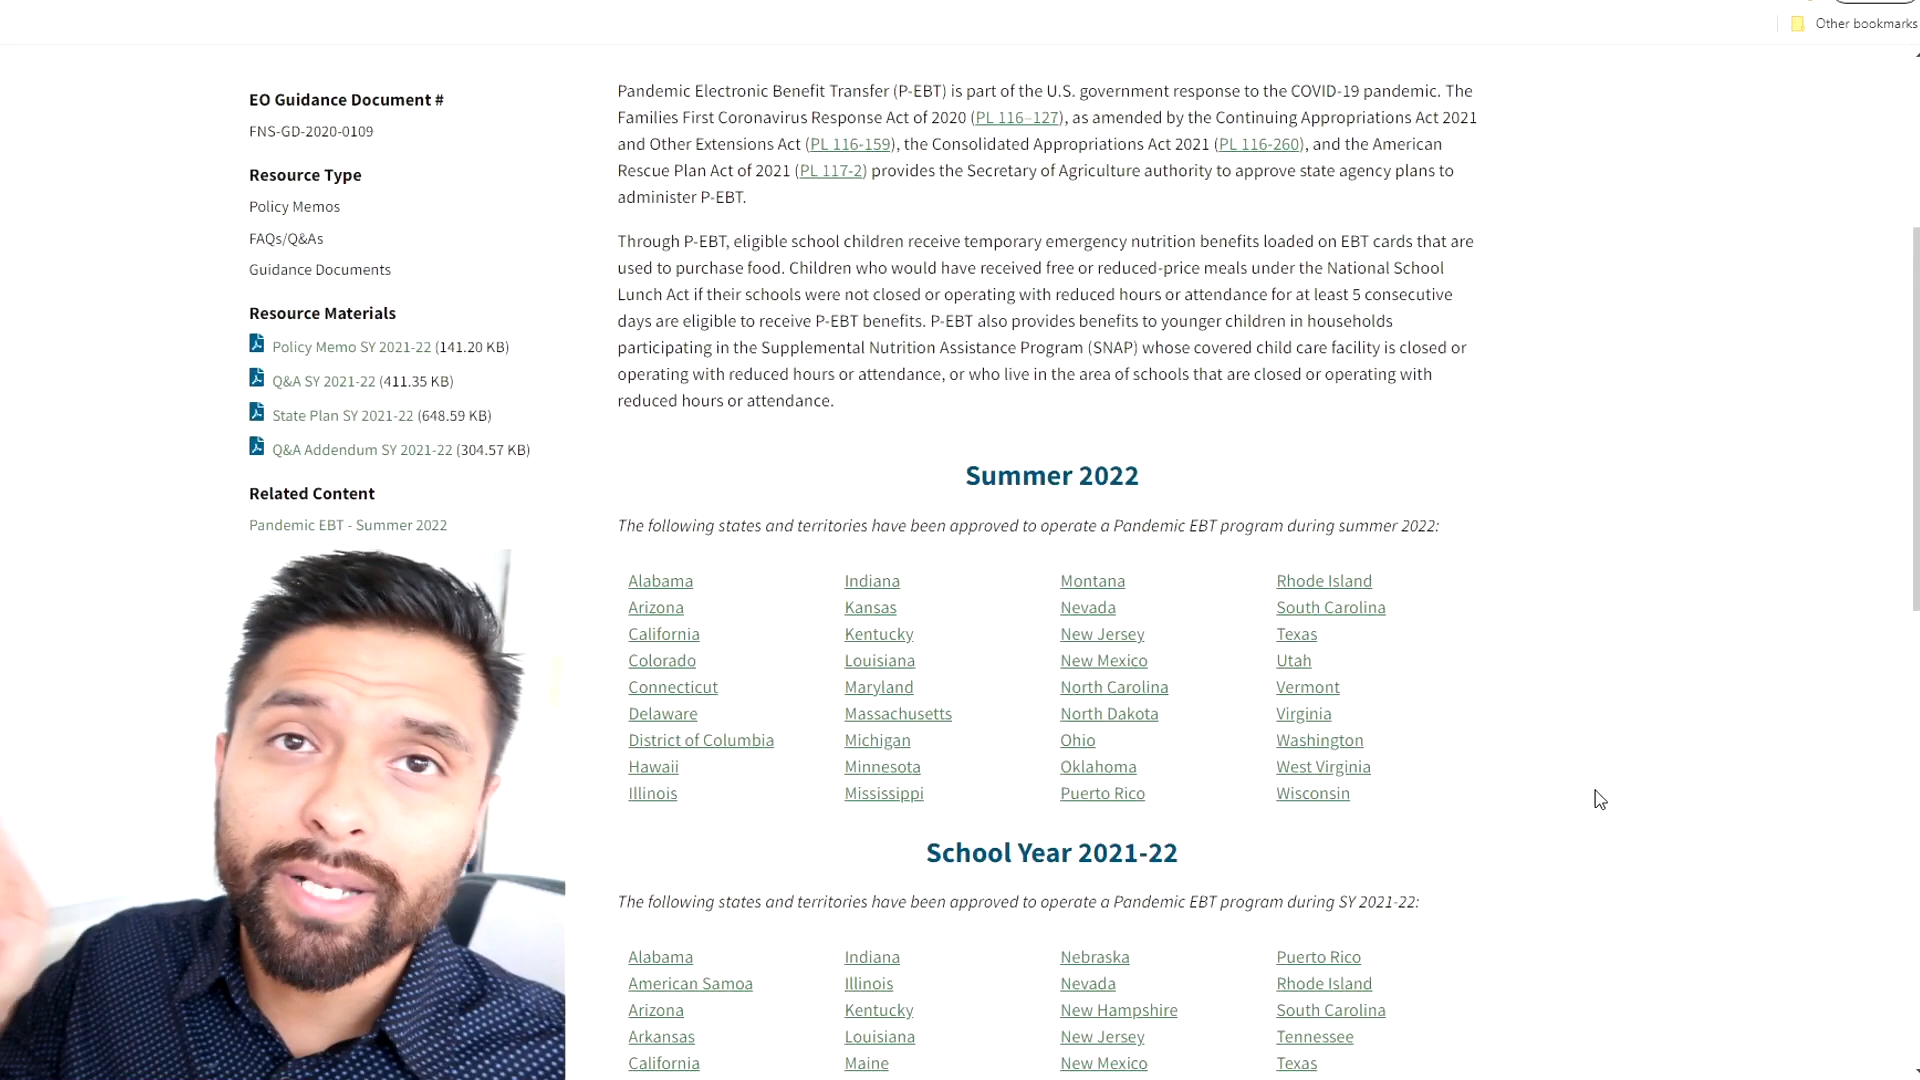 Other bookmarks
EO Guidance Document #
FNS-GD-2020-0109
Resource Type
Policy Memos
FAQs/Q&As
Guidance Documents
Resource Materials
Policy Memo SY 2021-22 (141.20 KB)
Q&A SY 2021-22 (411.35 KB)
State Plan SY 2021-22 (648.59 KB)
Q&A Addendum SY 2021-22 (304.57 KB)
Related Content
Pandemic EBT - Summer 2022
Pandemic Electronic Benefit Transfer (P-EBT) is part of the U.S. government response to the COVID-19 pandemic. The
Families First Coronavirus Response Act of 2020 (PL 116–127), as amended by the Continuing Appropriations Act 2021
and Other Extensions Act (PL 116-159), the Consolidated Appropriations Act 2021 (PL 116-260), and the American
Rescue Plan Act of 2021 (PL 117-2) provides the Secretary of Agriculture authority to approve state agency plans to
administer P-EBT.
Through P-EBT, eligible school children receive temporary emergency nutrition benefits loaded on EBT cards that are
used to purchase food. Children who would have received free or reduced-price meals under the National School
Lunch Act if their schools were not closed or operating with reduced hours or attendance for at least 5 consecutive
days are eligible to receive P-EBT benefits. P-EBT also provides benefits to younger children in households
participating in the Supplemental Nutrition Assistance Program (SNAP) whose covered child care facility is closed or
operating with reduced hours or attendance, or who live in the area of schools that are closed or operating with
reduced hours or attendance.
Summer 2022
The following states and territories have been approved to operate a Pandemic EBT program during summer 2022:
Alabama Indiana Montana Rhode Island
Arizona Kansas Nevada South Carolina
California Kentucky New Jersey Texas
Colorado Louisiana New Mexico Utah
Connecticut Maryland North Carolina Vermont
Delaware Massachusetts North Dakota Virginia
District of Columbia Michigan Ohio Washington
Hawaii Minnesota Oklahoma West Virginia
Illinois Mississippi Puerto Rico Wisconsin
School Year 2021-22
The following states and territories have been approved to operate a Pandemic EBT program during SY 2021-22:
Alabama Indiana Nebraska Puerto Rico
American Samoa Illinois Nevada Rhode Island
Arizona Kentucky New Hampshire South Carolina
Arkansas Louisiana New Jersey Tennessee
California Maine New Mexico Texas